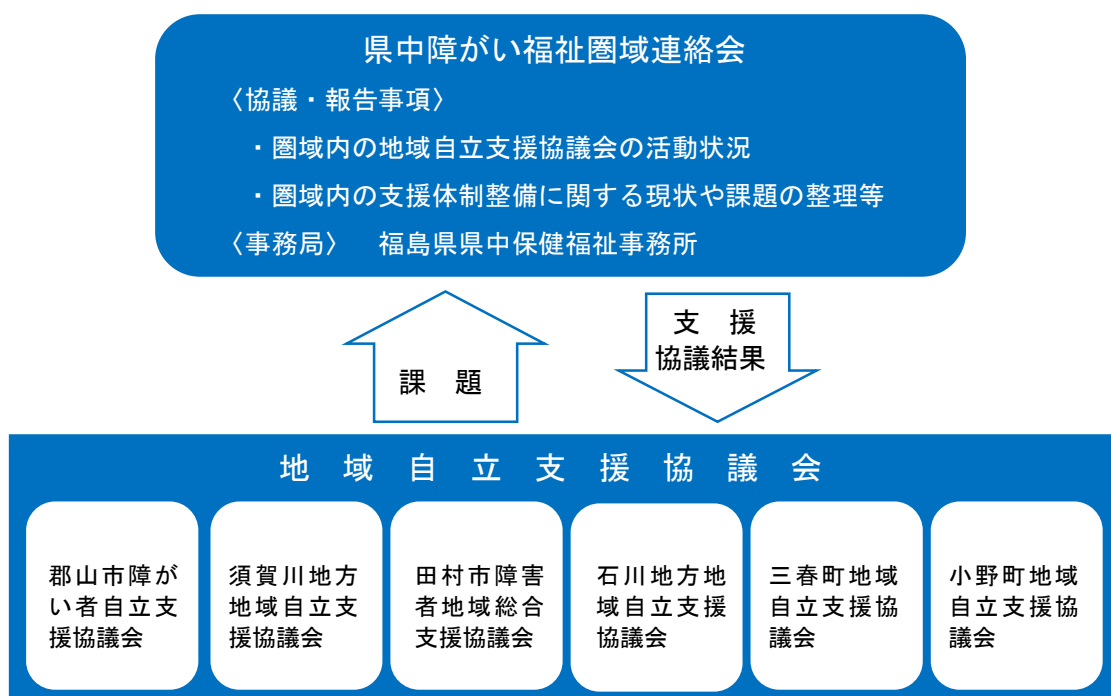 県中障がい福祉圏域連絡会
〈協議・報告事項〉
・圏域内の地域自立支援協議会の活動状況
・圏域内の支援体制整備に関する現状や課題の整理等
〈事務局〉　福島県県中保健福祉事務所
課　題
支　援
協議結果
地　域　自　立　支　援　協　議　会
郡山市障が
い者自立支
援協議会
須賀川地方
地域自立支
援協議会
田村市障害
者地域総合
支援協議会
石川地方地
域自立支援
協議会
三春町地域
自立支援協
議会
小野町地域
自立支援協
議会